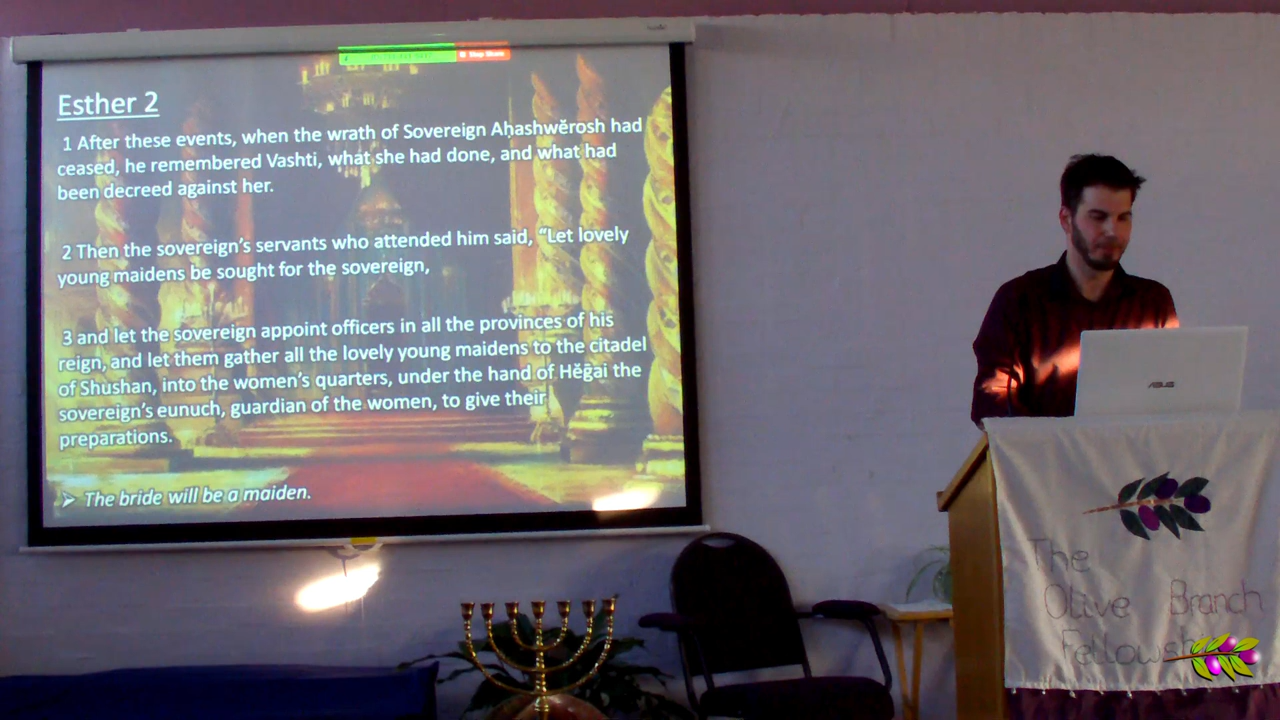 Stop Share
Esther 2
1 After these events, when the wrath of Sovereign Aḥashwĕrosh had
ceased, he remembered Vashti, what she had done, and what had
been decreed against her.
2 Then the sovereign’s servants who attended him said, “Let lovely
young maidens be sought for the sovereign,
3 and let the sovereign appoint officers in all the provinces of his
reign, and let them gather all the lovely young maidens to the citadel
of Shushan, into the women’s quarters, under the hand of Hĕḡai the
sovereign’s eunuch, guardian of the women, to give their
preparations.
➢ The bride will be a maiden.
ASUS
The
Olive Branch